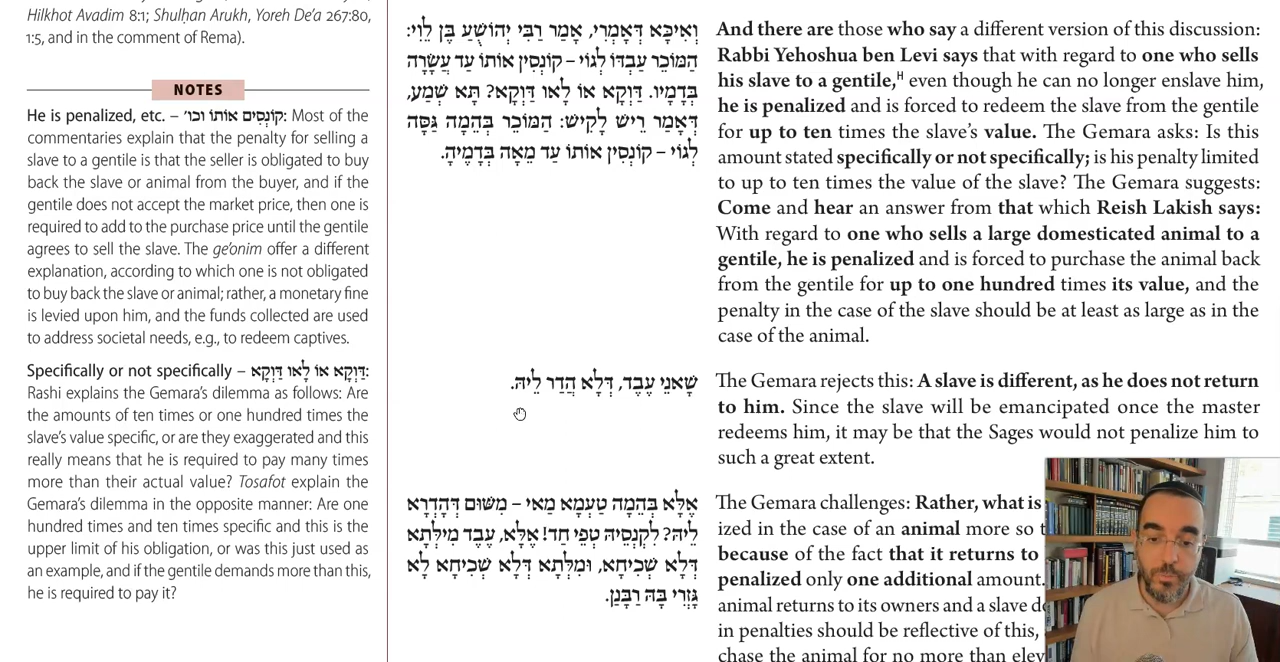 Hilkhot Avadim 8:1; Shulḥan Arukh, Yoreh De'a 267:80,
1:5, and in the comment of Rema).
NOTES
He is penalized, etc. – קוֹנְסִים אוֹתוֹ וכו׳: Most of the
commentaries explain that the penalty for selling a
slave to a gentile is that the seller is obligated to buy
back the slave or animal from the buyer, and if the
gentile does not accept the market price, then one is
required to add to the purchase price until the gentile
agrees to sell the slave. The ge'onim offer a different
explanation, according to which one is not obligated
to buy back the slave or animal; rather, a monetary fine
is levied upon him, and the funds collected are used
to address societal needs, e.g., to redeem captives.
Specifically or not specifically – דַּוְקָא אוֹ לָאו דַּוְקָא:
Rashi explains the Gemara's dilemma as follows: Are
the amounts of ten times or one hundred times the
slave's value specific, or are they exaggerated and this
really means that he is required to pay many times
more than their actual value? Tosafot explain the
Gemara's dilemma in the opposite manner: Are one
hundred times and ten times specific and this is the
upper limit of his obligation, or was this just used as
an example, and if the gentile demands more than this,
he is required to pay it?
וְאִיכָּא דְּאָמְרִי, אָמַר רַבִּי יְהוֹשֻׁעַ בֶּן לֵוִי:
הַמּוֹכֵר עַבְדּוֹ לְגוֹי – קוֹנְסִין אוֹתוֹ עַד עֲשָׂרָה
בְּדָמָיו. דַּוְקָא אוֹ לָאו דַּוְקָא? תָּא שְׁמַע,
דְּאָמַר רֵישׁ לָקִישׁ: הַמּוֹכֵר בְּהֵמָה גַּסָּה
לְגוֹי – קוֹנְסִין אוֹתוֹ עַד מֵאָה בְּדָמֶיהָ.
And there are those who say a different version of this discussion:
Rabbi Yehoshua ben Levi says that with regard to one who sells
his slave to a gentile,ᴴ even though he can no longer enslave him,
he is penalized and is forced to redeem the slave from the gentile
for up to ten times the slave's value. The Gemara asks: Is this
amount stated specifically or not specifically; is his penalty limited
to up to ten times the value of the slave? The Gemara suggests:
Come and hear an answer from that which Reish Lakish says:
With regard to one who sells a large domesticated animal to a
gentile, he is penalized and is forced to purchase the animal back
from the gentile for up to one hundred times its value, and the
penalty in the case of the slave should be at least as large as in the
case of the animal.
שָׁאנֵי עֶבֶד, דְּלָא הָדַר לֵיהּ.
The Gemara rejects this: A slave is different, as he does not return
to him. Since the slave will be emancipated once the master
redeems him, it may be that the Sages would not penalize him to
such a great extent.
אֶלָּא בְּהֵמָה טַעְמָא מַאי – מִשּׁוּם דְּהָדְרָא
לֵיהּ? לִקְנְסֵיהּ טְפֵי חַד! אֶלָּא, עֶבֶד מִילְּתָא
דְּלָא שְׁכִיחָא, וּמִלְּתָא דְּלָא שְׁכִיחָא לָא
גָּזְרִי בָּהּ רַבָּנַן.
The Gemara challenges: Rather, what is
ized in the case of an animal more so
because of the fact that it returns to
penalized only one additional amount.
animal returns to its owners and a slave
in penalties should be reflective of this,
chase the animal for no more than